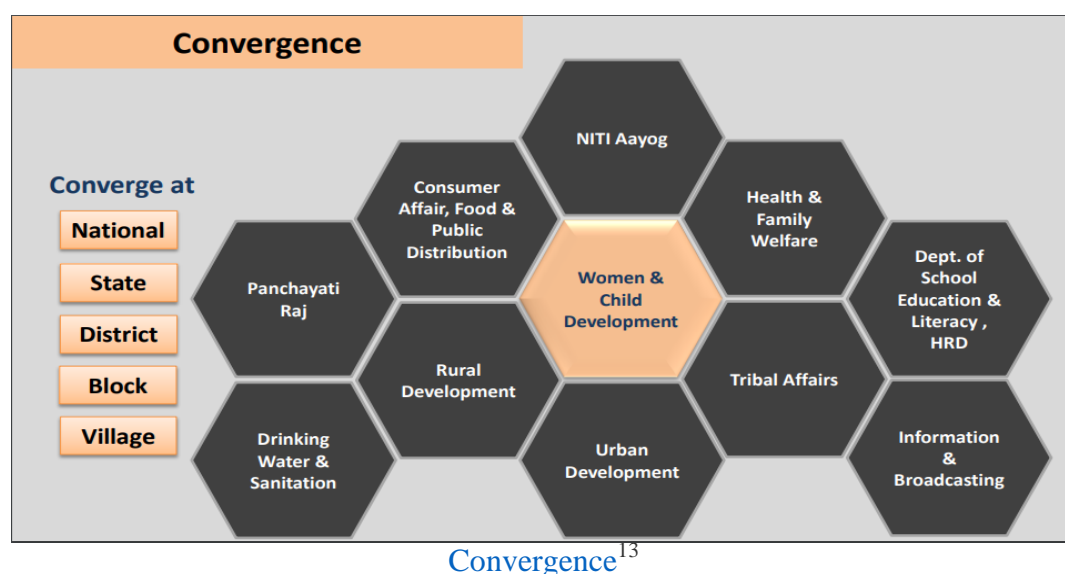 Convergence
Converge at
National
State
District
Block
Village
NITI Aayog
Consumer
Affair, Food &
Public
Distribution
Health &
Family
Welfare
Panchayati
Raj
Women &
Child
Development
Dept. of
School
Education &
Literacy ,
HRD
Rural
Development
Tribal Affairs
Drinking
Water &
Sanitation
Urban
Development
Information
&
Broadcasting
Convergence13